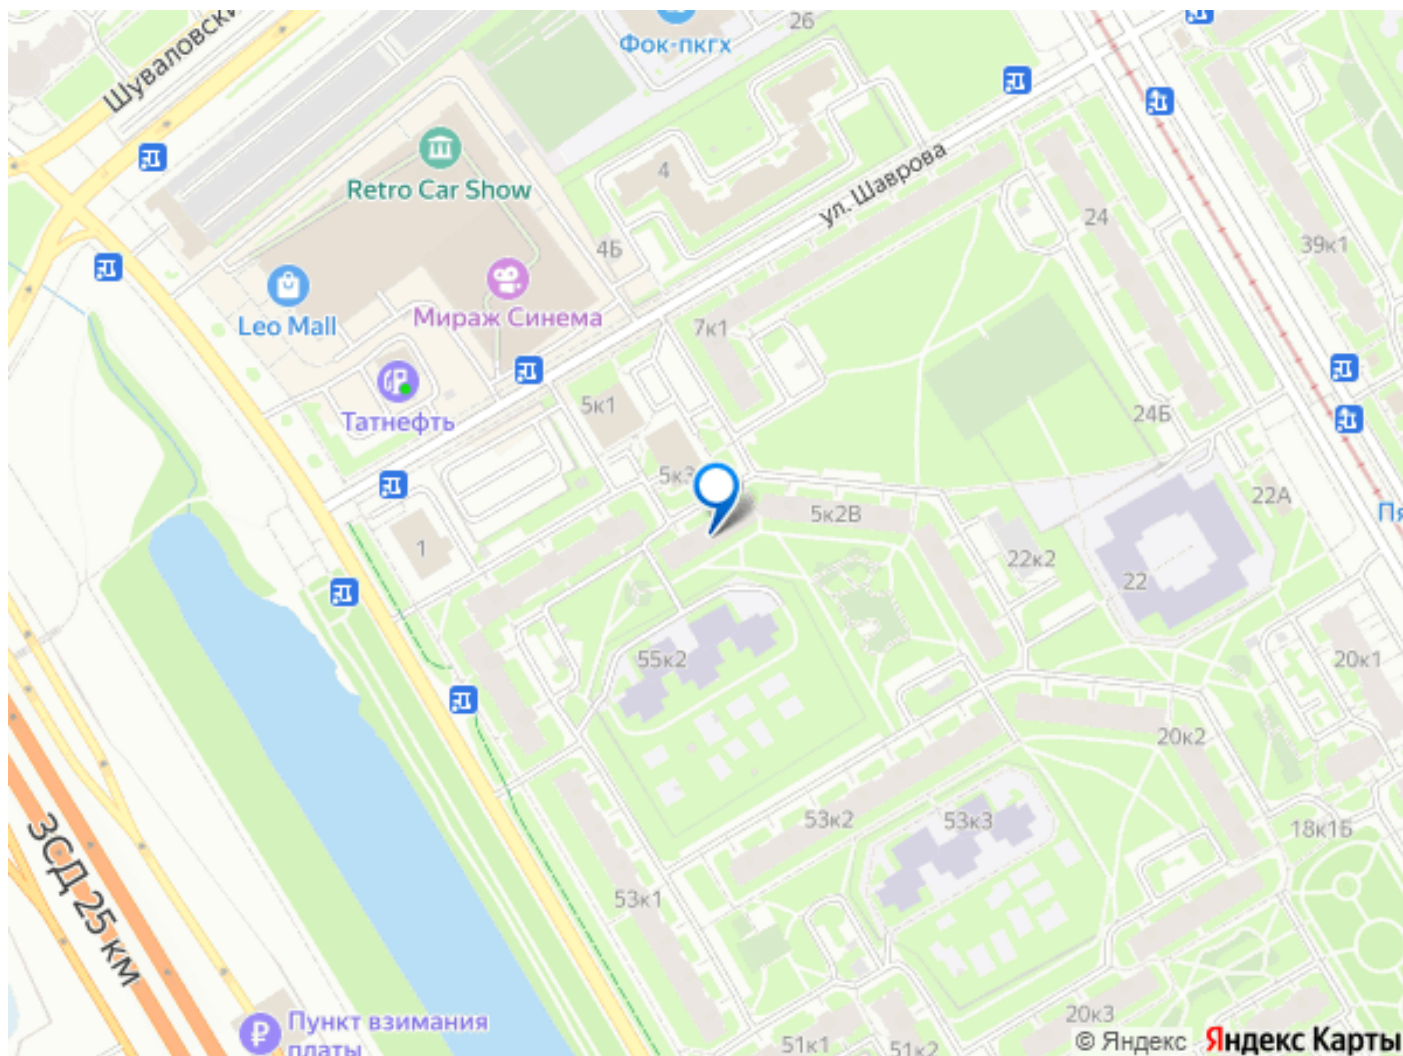 Шуваловски
Фок-пкгх
26
Retro Car Show
4
ул. Шаврова
24
39к1
4Б
Leo Mall
Мираж Синема
7к1
Татнефть
5к1
24Б
5к3
5к2В
22А
Пя
1
22к2
22
55к2
20к1
20к2
53к2
53к3
18к1Б
ЗСД 25 км
53к1
Пункт взимания
платы
20к3
51к1
51к2
© Яндекс Яндекс Карты